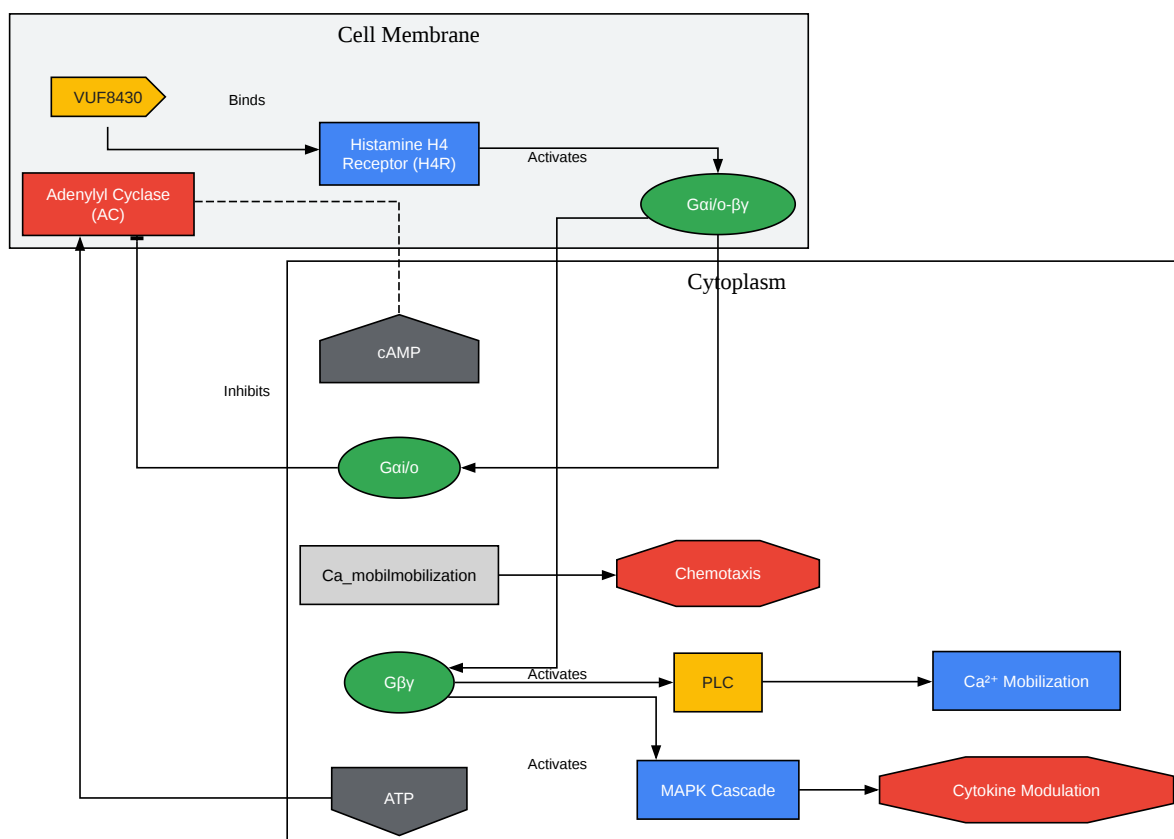 Cell Membrane
VUF8430
Binds
Histamine H4
Receptor (H4R)
Activates
Adenylyl Cyclase
(AC)
Gαi/o-βγ
Cytoplasm
cAMP
Inhibits
Gαi/o
Ca_mobilmobilization
Chemotaxis
Gβγ
Activates
PLC
Ca²⁺ Mobilization
Activates
ATP
MAPK Cascade
Cytokine Modulation